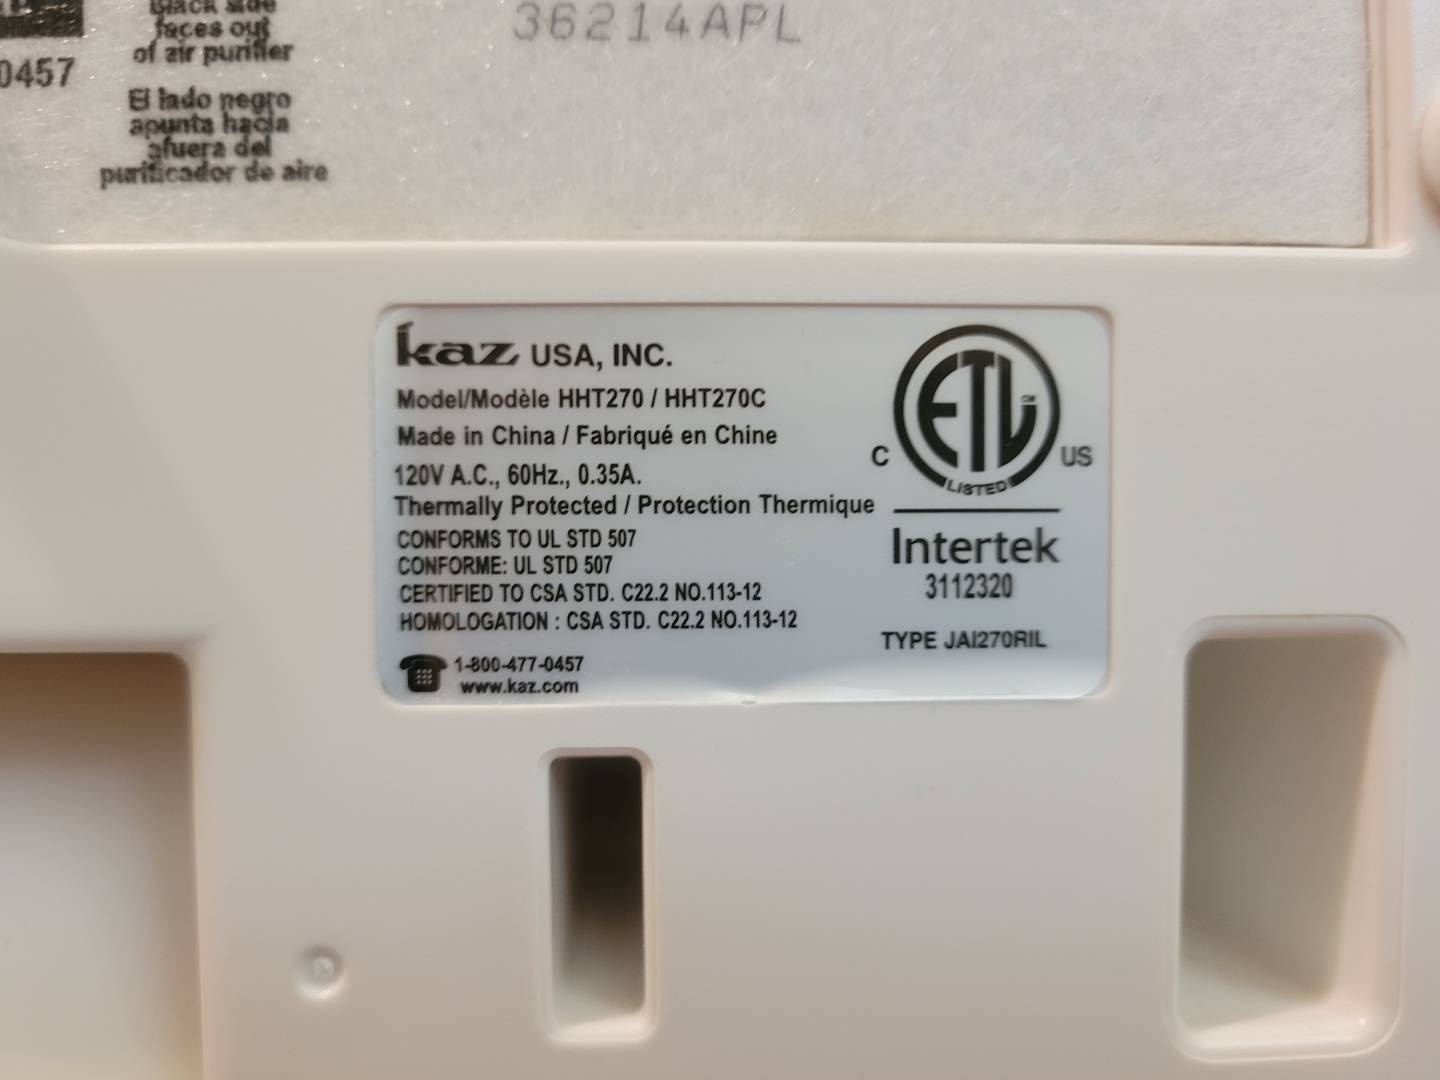 Black side
faces out
of air purifier
0457
El lado negro
apunta hacia
afuera del
purificador de aire
36214APL
kaz USA, INC.
Model/Modèle HHT270 / HHT270C
Made in China / Fabriqué en Chine
120V A.C., 60Hz., 0.35A.
Thermally Protected / Protection Thermique
CONFORMS TO UL STD 507
CONFORME: UL STD 507
CERTIFIED TO CSA STD. C22.2 NO.113-12
HOMOLOGATION : CSA STD. C22.2 NO.113-12
1-800-477-0457
www.kaz.com
ETL
CM
C US
LISTED
Intertek
3112320
TYPE JAI270RIL